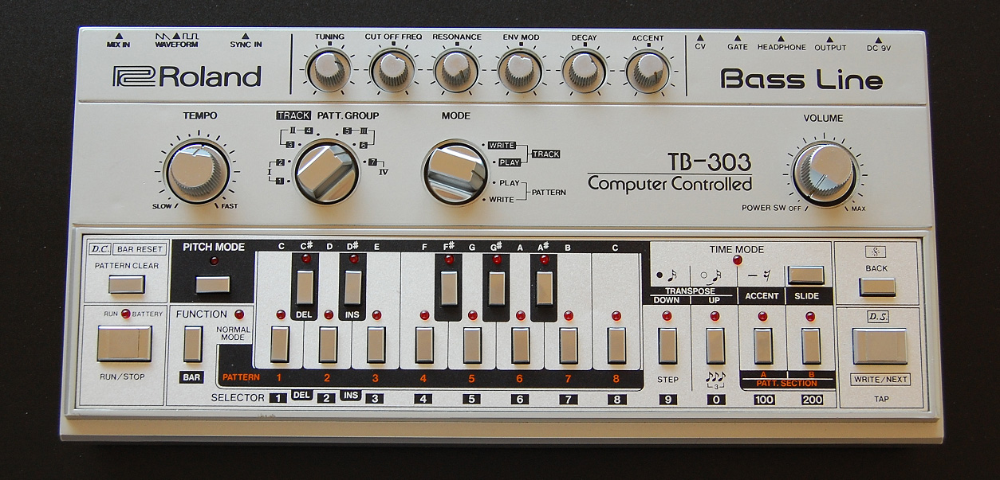 MIX IN
WAVEFORM
SYNC IN
TUNING
CUT OFF FREQ
RESONANCE
ENV MOD
DECAY
ACCENT
CV
GATE
HEADPHONE
OUTPUT
DC 9V
Roland
Bass Line
TEMPO
SLOW
FAST
TRACK PATT. GROUP
II 4 5 III
3 6
I 2 7 IV
1
MODE
WRITE
PLAY
TRACK
PLAY
WRITE
PATTERN
TB-303
Computer Controlled
VOLUME
POWER SW OFF
MAX
D.C. BAR RESET
PATTERN CLEAR
RUN BATTERY
RUN/STOP
PITCH MODE
C C# D D# E F F# G G# A A# B C
DEL INS
FUNCTION
NORMAL
MODE
BAR
PATTERN 1 2 3 4 5 6 7 8
SELECTOR 1 DEL 2 INS 3 4 5 6 7 8 9 0 100 200
TIME MODE
TRANSPOSE
DOWN UP
ACCENT SLIDE
STEP
3
A B
PATT. SECTION
S
BACK
D.S.
WRITE/NEXT
TAP